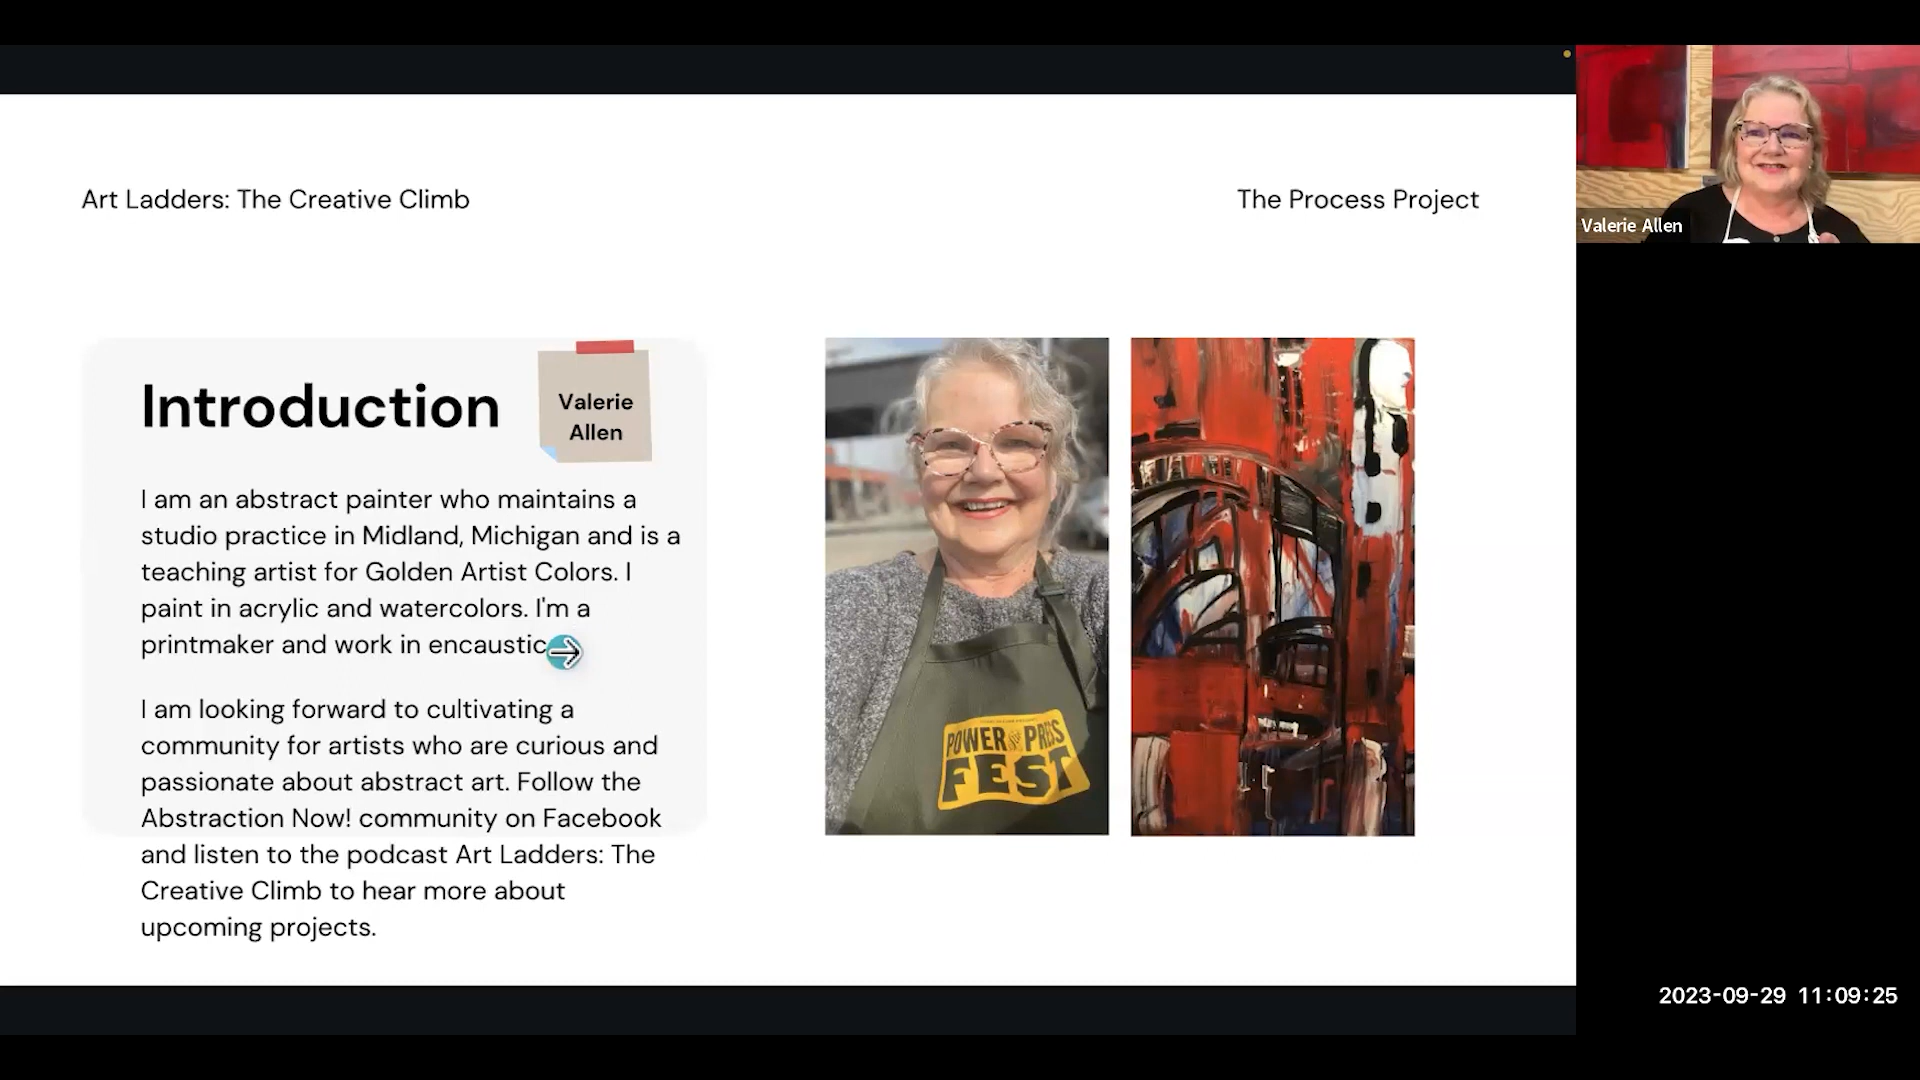 Art Ladders: The Creative Climb
The Process Project
Valerie Allen
Introduction
Valerie
Allen
I am an abstract painter who maintains a
studio practice in Midland, Michigan and is a
teaching artist for Golden Artist Colors. I
paint in acrylic and watercolors. I'm a
printmaker and work in encaustic
I am looking forward to cultivating a
community for artists who are curious and
passionate about abstract art. Follow the
Abstraction Now! community on Facebook
and listen to the podcast Art Ladders: The
Creative Climb to hear more about
upcoming projects.
POWER PRESS
FEST
2023-09-29 11:09:25